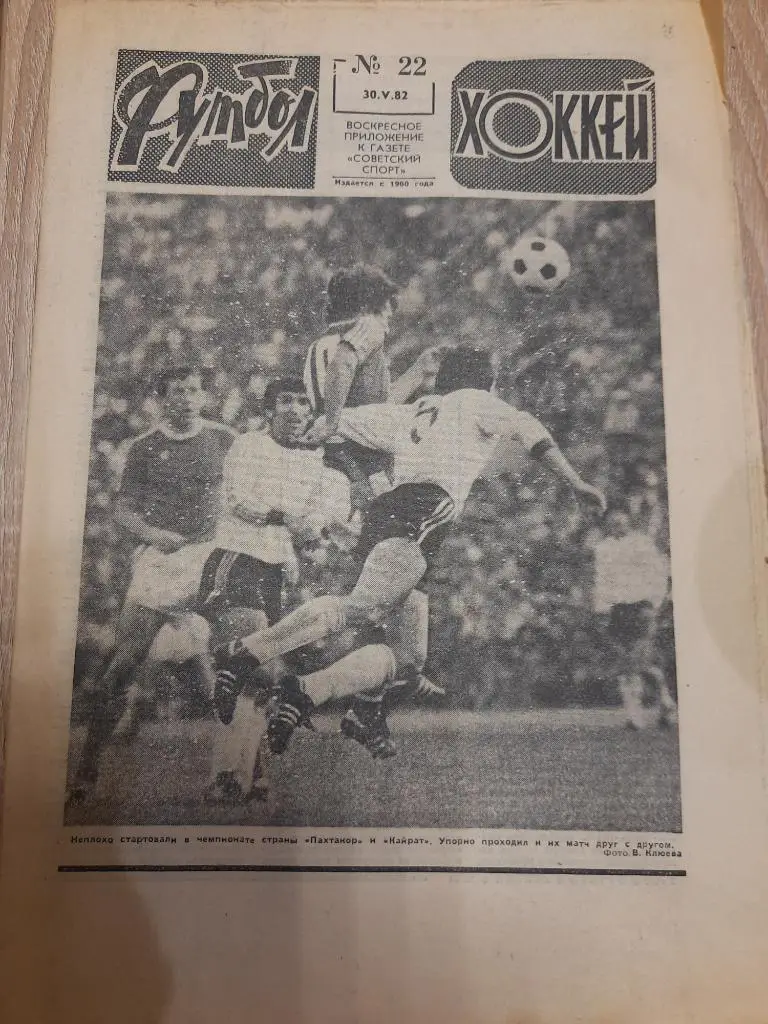 Футбол
№ 22
30.V.82
ВОСКРЕСНОЕ
ПРИЛОЖЕНИЕ
К ГАЗЕТЕ
«СОВЕТСКИЙ
СПОРТ»
Издается с 1960 года
ХОККЕЙ
Неплохо стартовали в чемпионате страны «Пахтакор» и «Кайрат». Упорно проходил и их матч друг с другом.
Фото В. Клюева